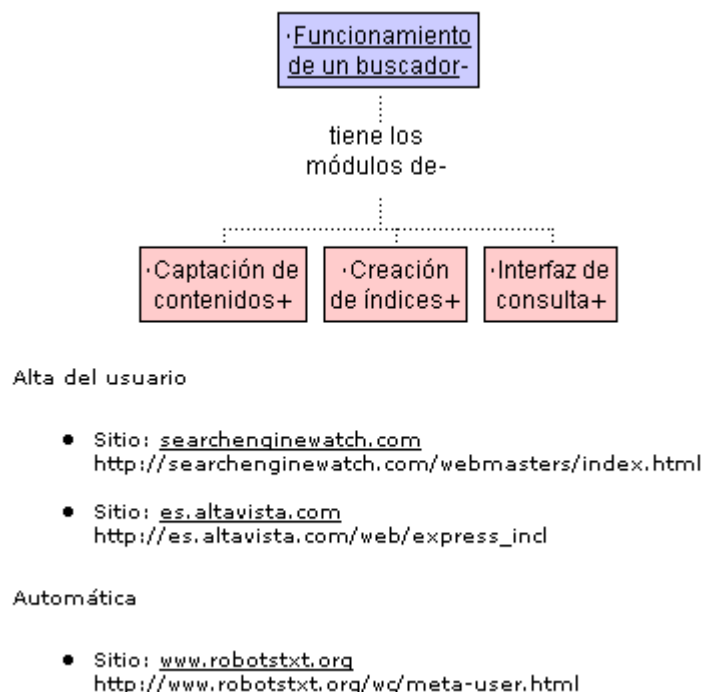 ·Funcionamiento
de un buscador-
tiene los
módulos de-
·Captación de
contenidos+
·Creación
de índices+
·Interfaz de
consulta+
Alta del usuario
● Sitio: searchenginewatch.com
http://searchenginewatch.com/webmasters/index.html
● Sitio: es.altavista.com
http://es.altavista.com/web/express_incl
Automática
● Sitio: www.robotstxt.org
http://www.robotstxt.org/wc/meta-user.html